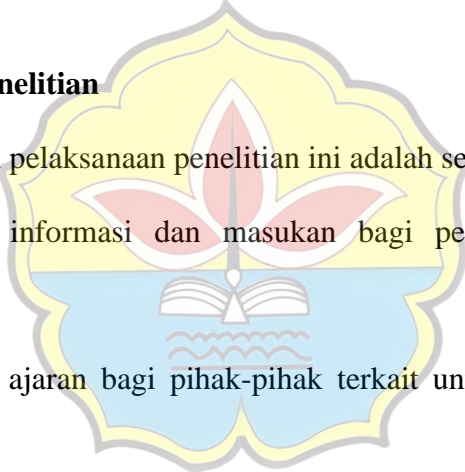 nelitian
pelaksanaan penelitian ini adalah se
informasi dan masukan bagi pe
ajaran bagi pihak-pihak terkait un